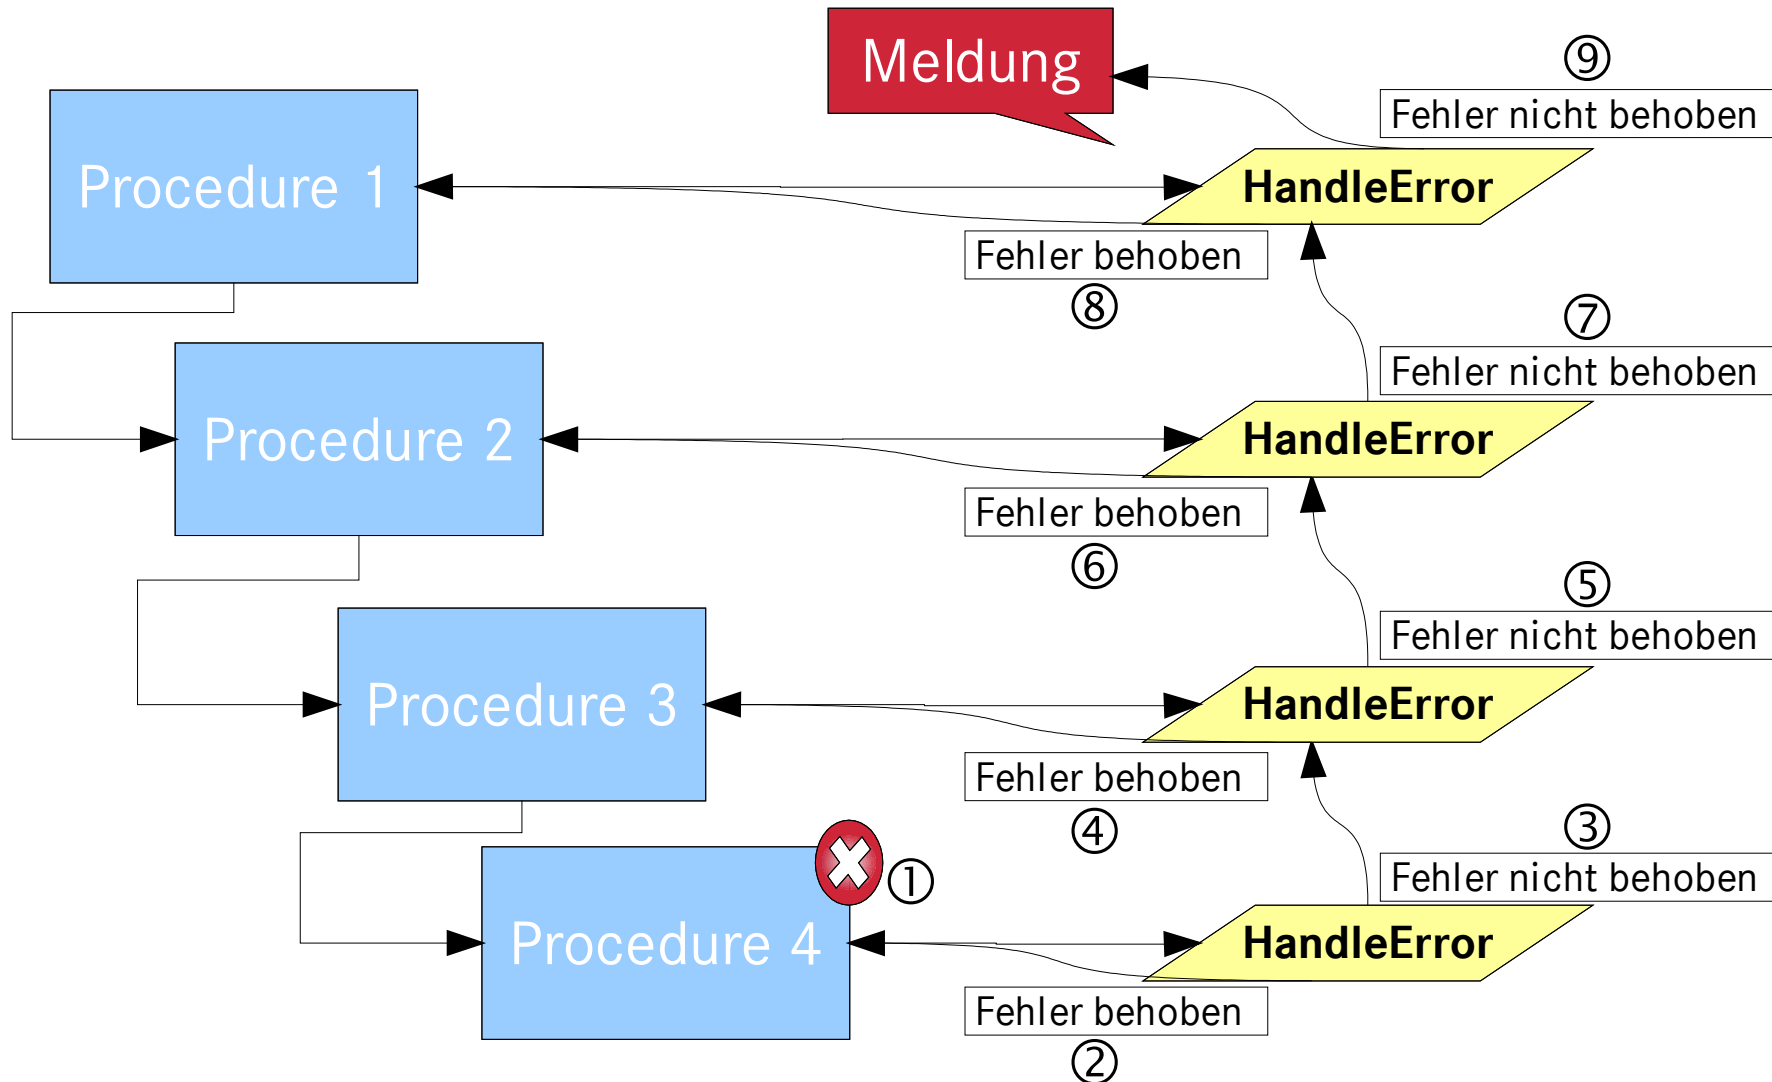 Meldung
⑨
Fehler nicht behoben
Procedure 1
HandleError
Fehler behoben
⑧
⑦
Fehler nicht behoben
Procedure 2
HandleError
Fehler behoben
⑥
⑤
Fehler nicht behoben
Procedure 3
HandleError
Fehler behoben
④
③
Fehler nicht behoben
①
Procedure 4
HandleError
Fehler behoben
②